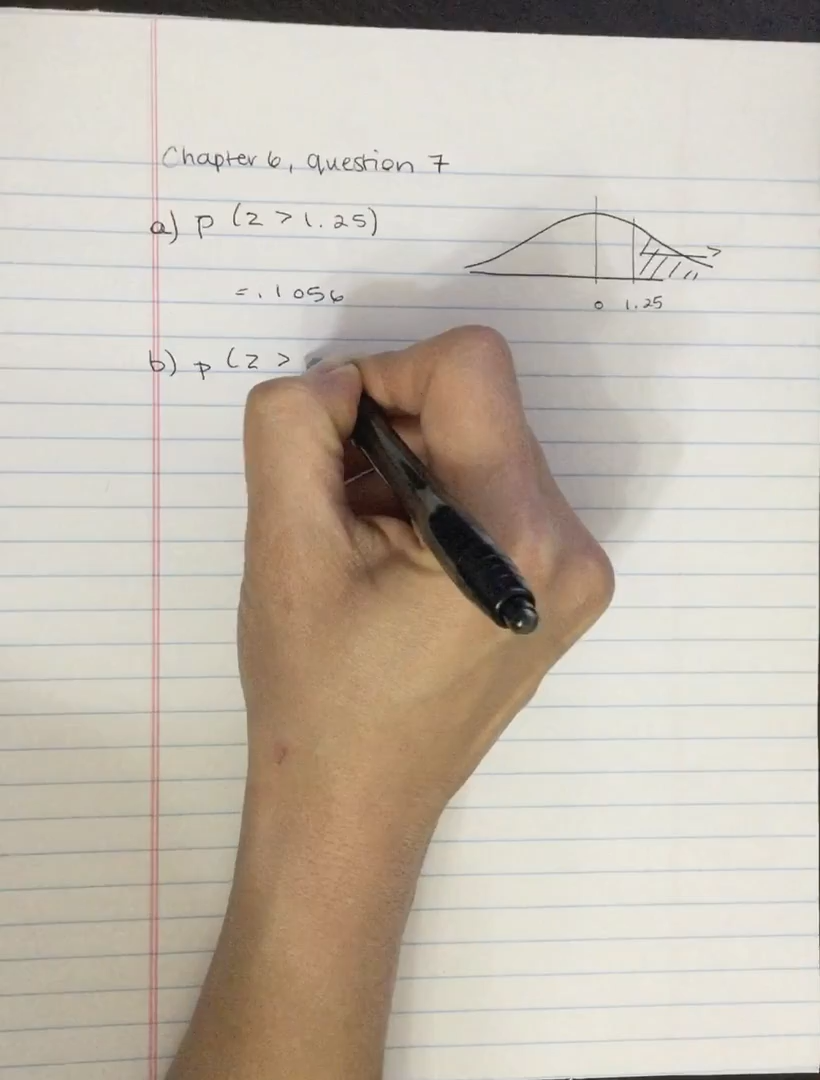 Chapter 6, question 7
a) p (z > 1.25)
= .1056
0 1.25
b) p (z >